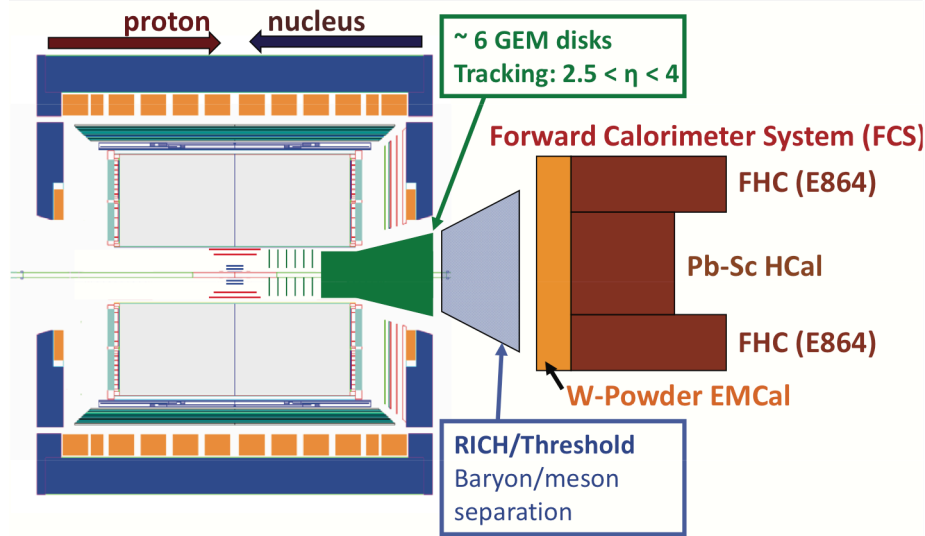 proton
nucleus
~ 6 GEM disks
Tracking: 2.5 < η < 4
Forward Calorimeter System (FCS)
FHC (E864)
Pb-Sc HCal
FHC (E864)
W-Powder EMCal
RICH/Threshold
Baryon/meson
separation